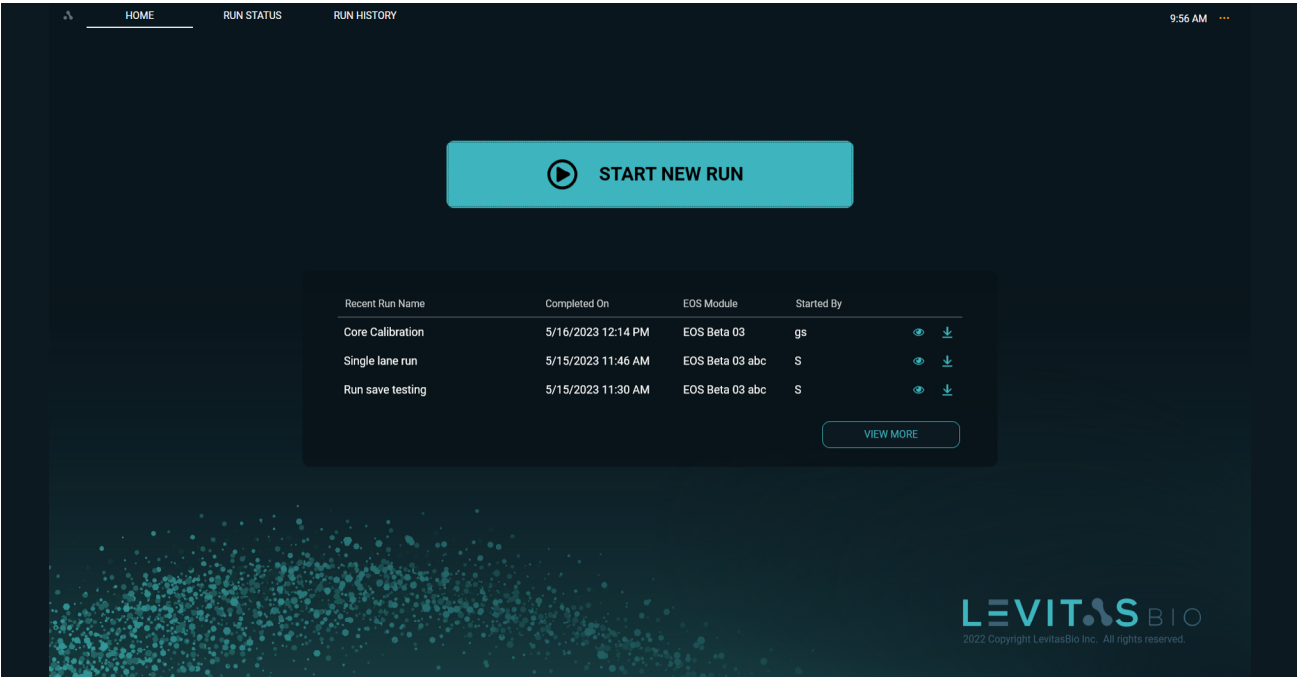 HOME RUN STATUS RUN HISTORY 9:56 AM
START NEW RUN
Recent Run Name Completed On EOS Module Started By
Core Calibration 5/16/2023 12:14 PM EOS Beta 03 gs
Single lane run 5/15/2023 11:46 AM EOS Beta 03 abc S
Run save testing 5/15/2023 11:30 AM EOS Beta 03 abc S
VIEW MORE
LEVITAS BIO
2022 Copyright LevitasBio Inc. All rights reserved.